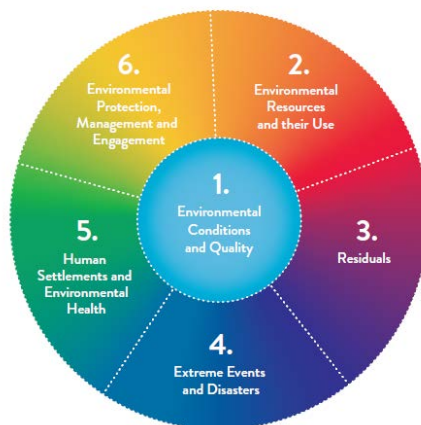 1.
Environmental
Conditions
and Quality
2.
Environmental
Resources
and their Use
3.
Residuals
4.
Extreme Events
and Disasters
5.
Human
Settlements and
Environmental
Health
6.
Environmental
Protection,
Management and
Engagement